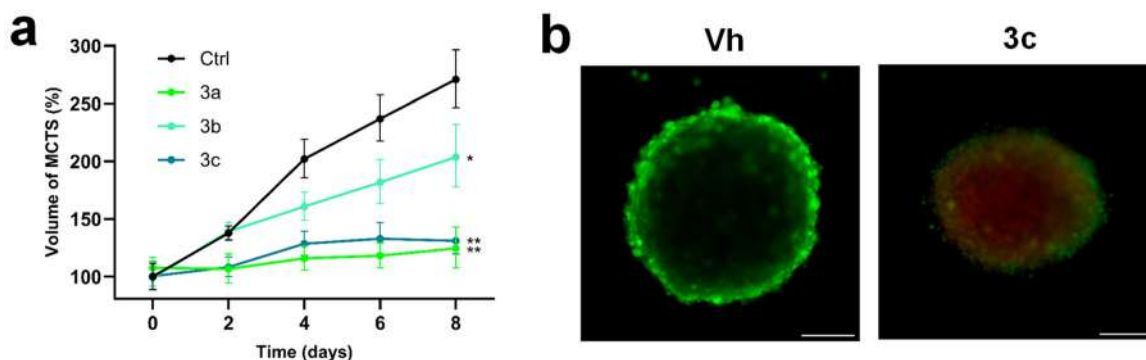 a
Volume of MCTS (%)
300
250
200
150
100
Ctrl
3a
3b
3c
*
**
**
0 2 4 6 8
Time (days)
b
Vh 3c